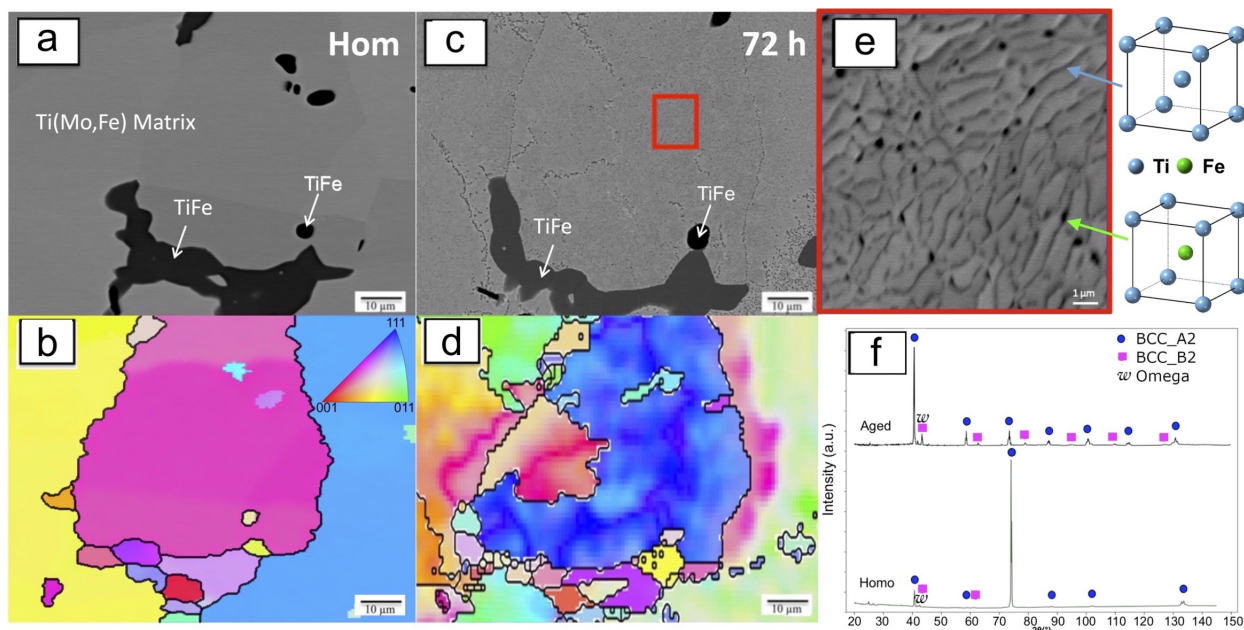 a
Hom
Ti(Mo,Fe) Matrix
TiFe
TiFe
10 µm
c
72 h
TiFe
TiFe
10 µm
e
1 µm
Ti
Fe
b
111
001
011
10 µm
d
10 µm
f
BCC_A2
BCC_B2
w Omega
Aged
w
Homo
w
Intensity (a.u.)
20 30 40 50 60 70 80 90 100 110 120 130 140 150
2θ(°)